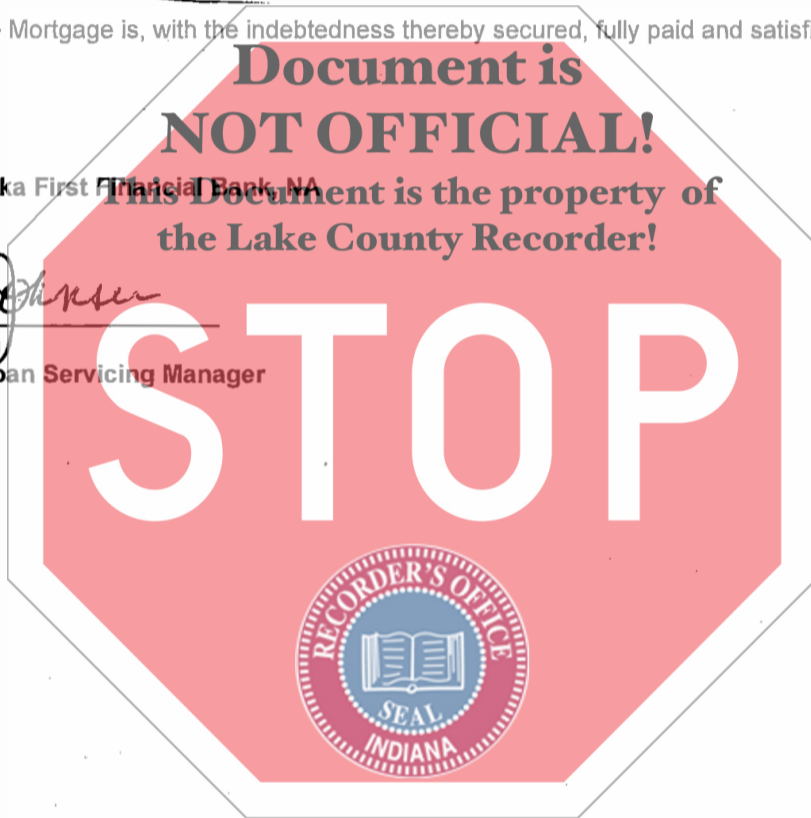 Mortgage is, with the indebtedness thereby secured, fully paid and satisf
Document is
NOT OFFICIAL!
ka First Financial Bank, NA
This Document is the property of
the Lake County Recorder!
an Servicing Manager
STOP
RECORDER'S OFFICE
SEAL
INDIANA